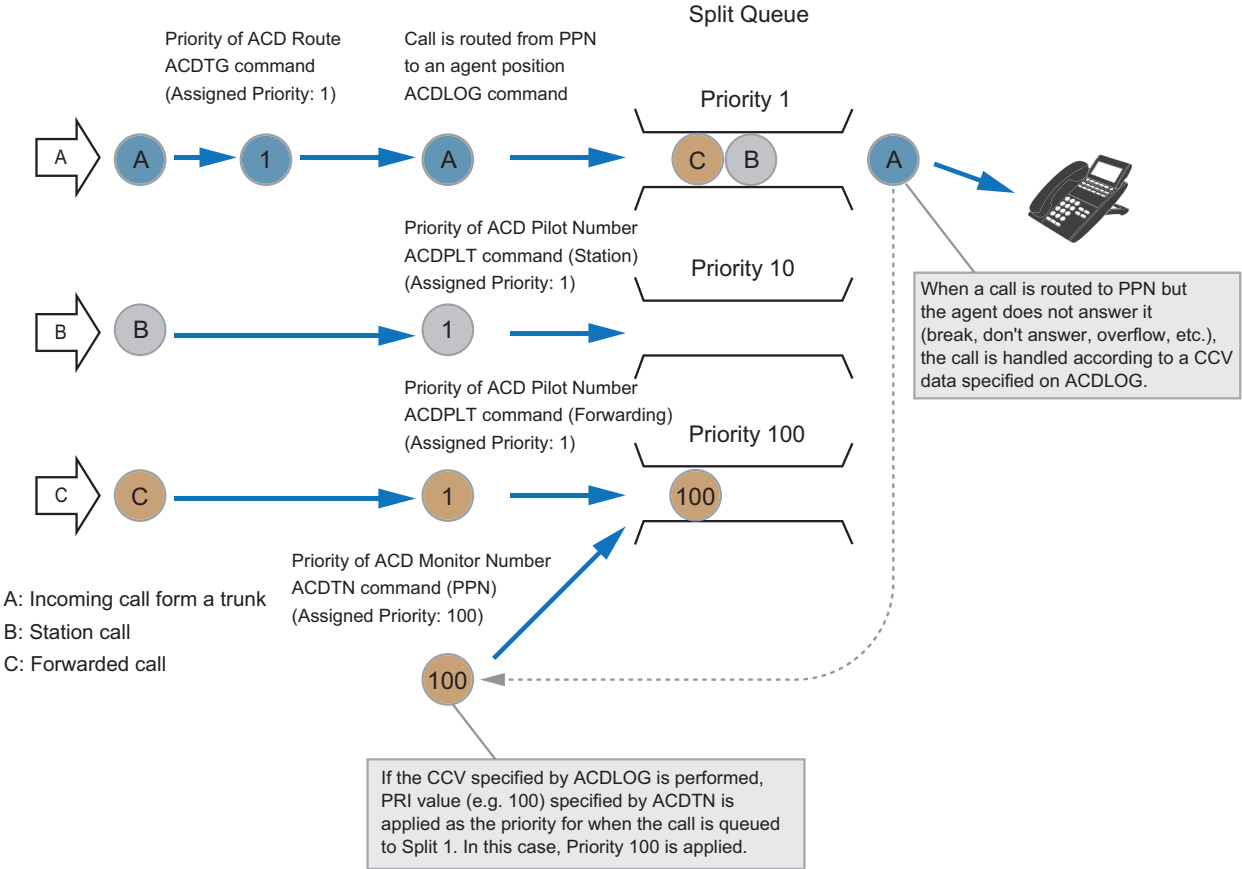 Split Queue
Priority of ACD Route
ACDTG command
(Assigned Priority: 1)
Call is routed from PPN
to an agent position
ACDLOG command
Priority 1
A
A
1
A
C
B
A
Priority of ACD Pilot Number
ACDPLT command (Station)
(Assigned Priority: 1)
Priority 10
When a call is routed to PPN but
the agent does not answer it
(break, don't answer, overflow, etc.),
the call is handled according to a CCV
data specified on ACDLOG.
B
B
1
Priority of ACD Pilot Number
ACDPLT command (Forwarding)
(Assigned Priority: 1)
Priority 100
C
C
1
100
Priority of ACD Monitor Number
ACDTN command (PPN)
(Assigned Priority: 100)
A: Incoming call form a trunk
B: Station call
C: Forwarded call
100
If the CCV specified by ACDLOG is performed,
PRI value (e.g. 100) specified by ACDTN is
applied as the priority for when the call is queued
to Split 1. In this case, Priority 100 is applied.